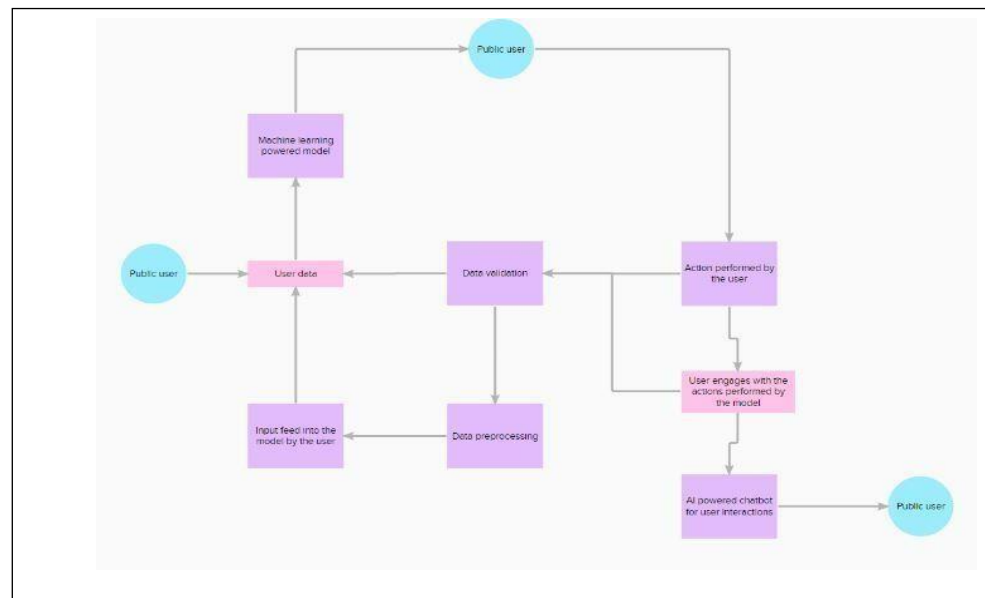 Public user
Machine learning
powered model
Public user
User data
Data validation
Action performed by
the user
User engages with the
actions performed by
the model
Input feed into the
model by the user
Data preprocessing
AI powered chatbot
for user interactions
Public user